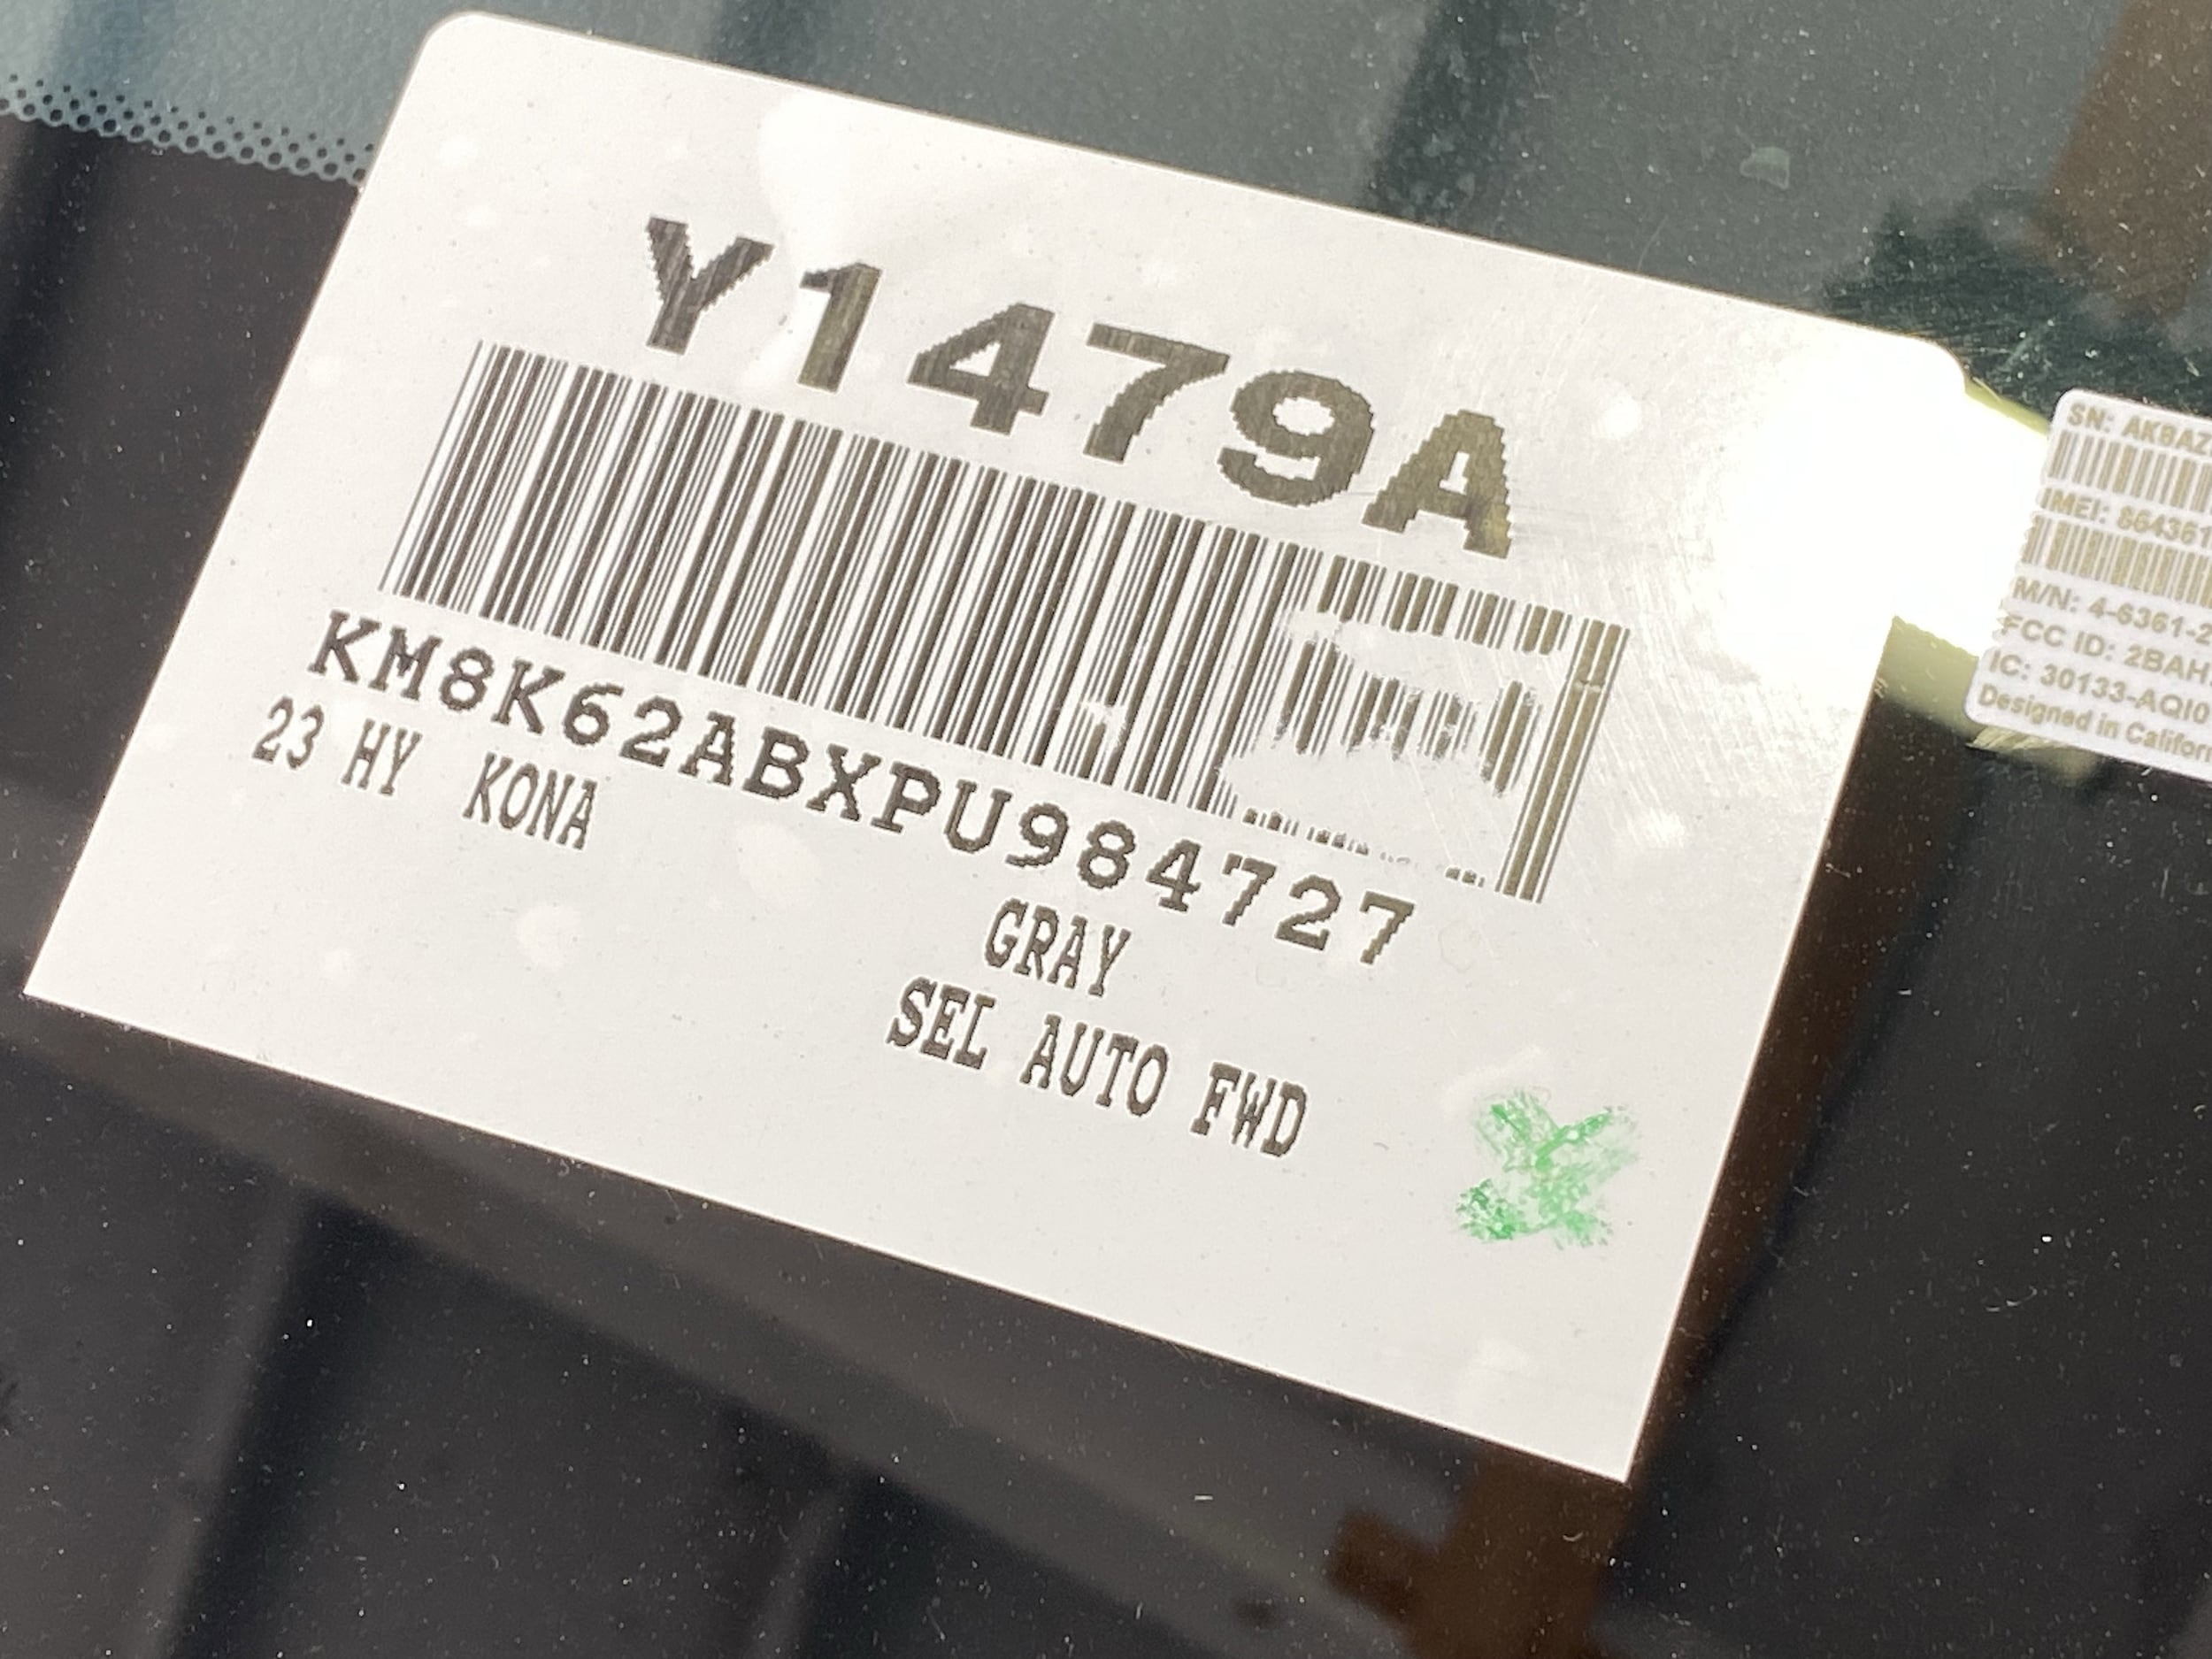 Y1479A
KM8K62ABXPU984727
23 HY KONA
GRAY
SEL AUTO FWD
SN: AK8A7
IMEI: 864361
M/N: 4-6361-2
FCC ID: 2BAH
IC: 30133-AQI0
Designed in Califor